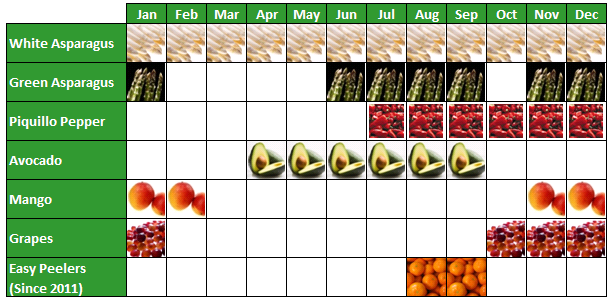 Jan Feb Mar Apr May Jun Jul Aug Sep Oct Nov Dec
White Asparagus
Green Asparagus
Piquillo Pepper
Avocado
Mango
Grapes
Easy Peelers
(Since 2011)